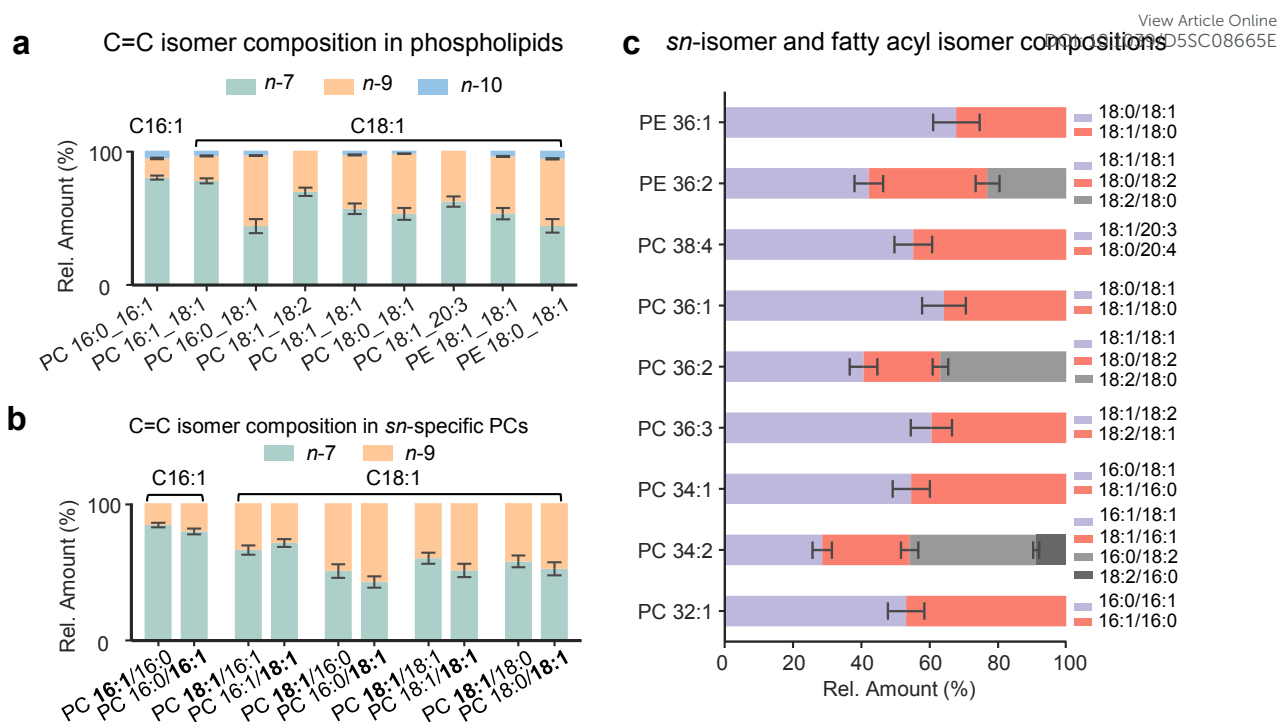 View Article Online
DOI: 10.1039/D5SC08665E
a C=C isomer composition in phospholipids
n-7 n-9 n-10
C16:1 C18:1
100
Rel. Amount (%)
0
PC 16:0_16:1
PC 16:1_18:1
PC 16:0_18:1
PC 18:1_18:2
PC 18:1_18:1
PC 18:0_18:1
PC 18:1_20:3
PE 18:1_18:1
PE 18:0_18:1
b
C=C isomer composition in sn-specific PCs
n-7 n-9
C16:1 C18:1
100
Rel. Amount (%)
0
PC 16:1/16:0
PC 16:0/16:1
PC 18:1/16:1
PC 16:1/18:1
PC 18:1/16:0
PC 16:0/18:1
PC 18:1/18:1
PC 18:1/18:1
PC 18:1/18:0
PC 18:0/18:1
c sn-isomer and fatty acyl isomer compositions
PE 36:1
18:0/18:1
18:1/18:0
PE 36:2
18:1/18:1
18:0/18:2
18:2/18:0
PC 38:4
18:1/20:3
18:0/20:4
PC 36:1
18:0/18:1
18:1/18:0
PC 36:2
18:1/18:1
18:0/18:2
18:2/18:0
PC 36:3
18:1/18:2
18:2/18:1
PC 34:1
16:0/18:1
18:1/16:0
PC 34:2
16:1/18:1
18:1/16:1
16:0/18:2
18:2/16:0
PC 32:1
16:0/16:1
16:1/16:0
0 20 40 60 80 100
Rel. Amount (%)